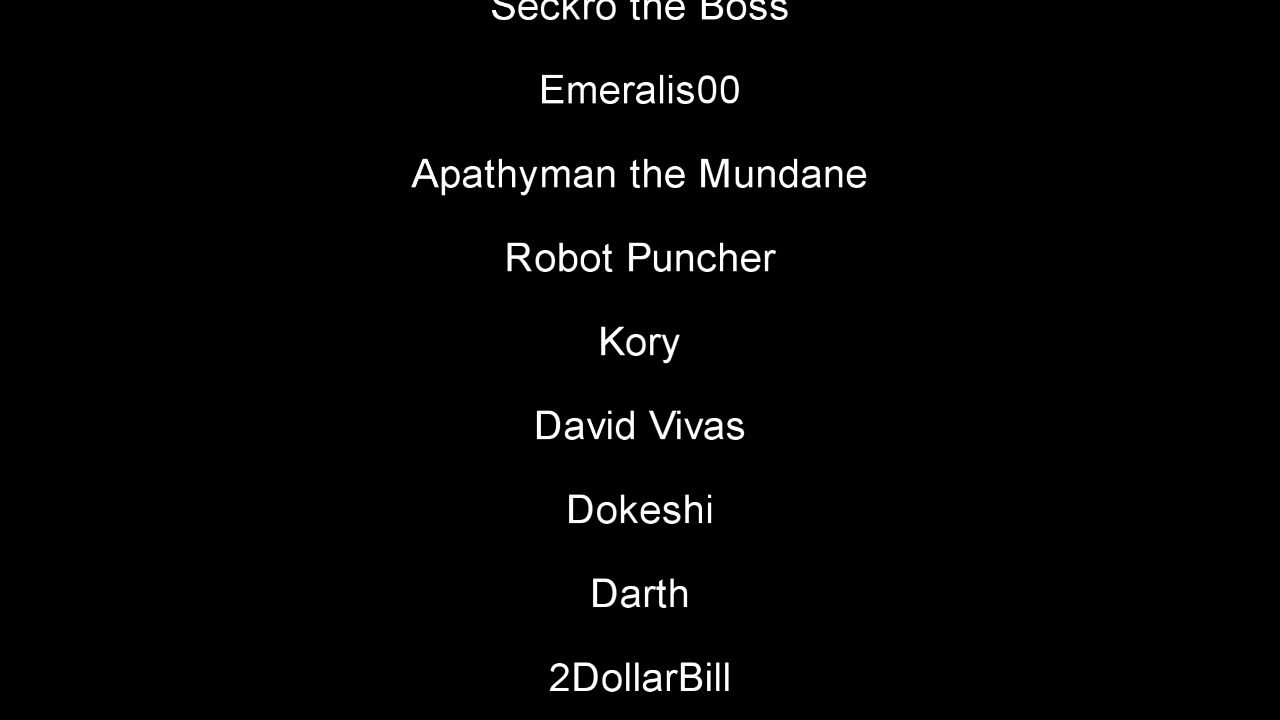 Seckro the Boss
Emeralis00
Apathyman the Mundane
Robot Puncher
Kory
David Vivas
Dokeshi
Darth
2DollarBill